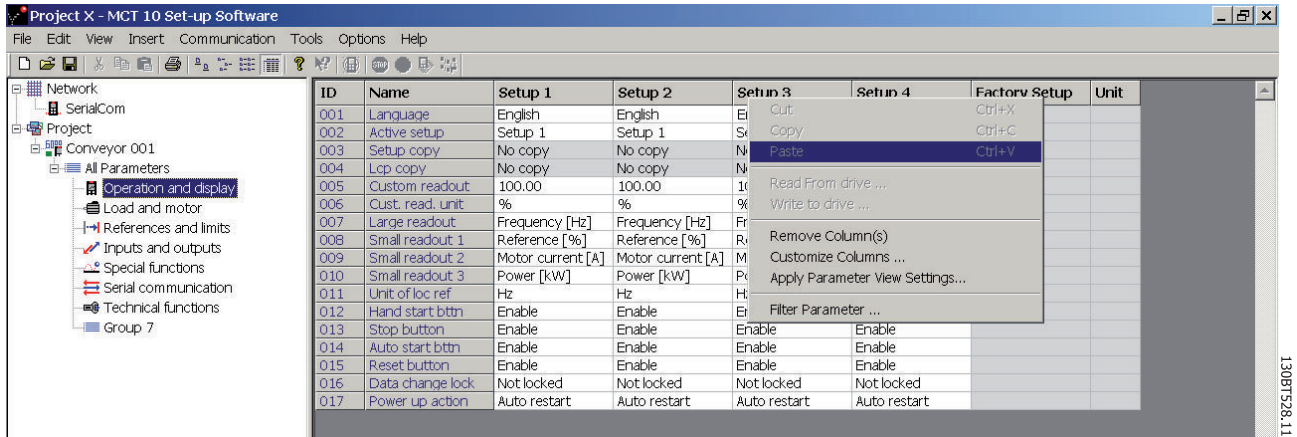 Project X - MCT 10 Set-up Software
File Edit View Insert Communication Tools Options Help
Network
SerialCom
Project
Conveyor 001
All Parameters
Operation and display
Load and motor
References and limits
Inputs and outputs
Special functions
Serial communication
Technical functions
Group 7
ID Name Setup 1 Setup 2 Setup 3 Setup 4 Factory Setup Unit
001 Language English English
002 Active setup Setup 1 Setup 1
003 Setup copy No copy No copy
004 Lcp copy No copy No copy
005 Custom readout 100.00 100.00
006 Cust. read. unit % % %
007 Large readout Frequency [Hz] Frequency [Hz]
008 Small readout 1 Reference [%] Reference [%]
009 Small readout 2 Motor current [A] Motor current [A]
010 Small readout 3 Power [kW] Power [kW]
011 Unit of loc ref Hz Hz
012 Hand start bttn Enable Enable
013 Stop button Enable Enable Enable Enable
014 Auto start bttn Enable Enable Enable Enable
015 Reset button Enable Enable Enable Enable
016 Data change lock Not locked Not locked Not locked Not locked
017 Power up action Auto restart Auto restart Auto restart Auto restart
Cut Ctrl+X
Copy Ctrl+C
Paste Ctrl+V
Read From drive ...
Write to drive ...
Remove Column(s)
Customize Columns ...
Apply Parameter View Settings...
Filter Parameter ...
130BT528.11